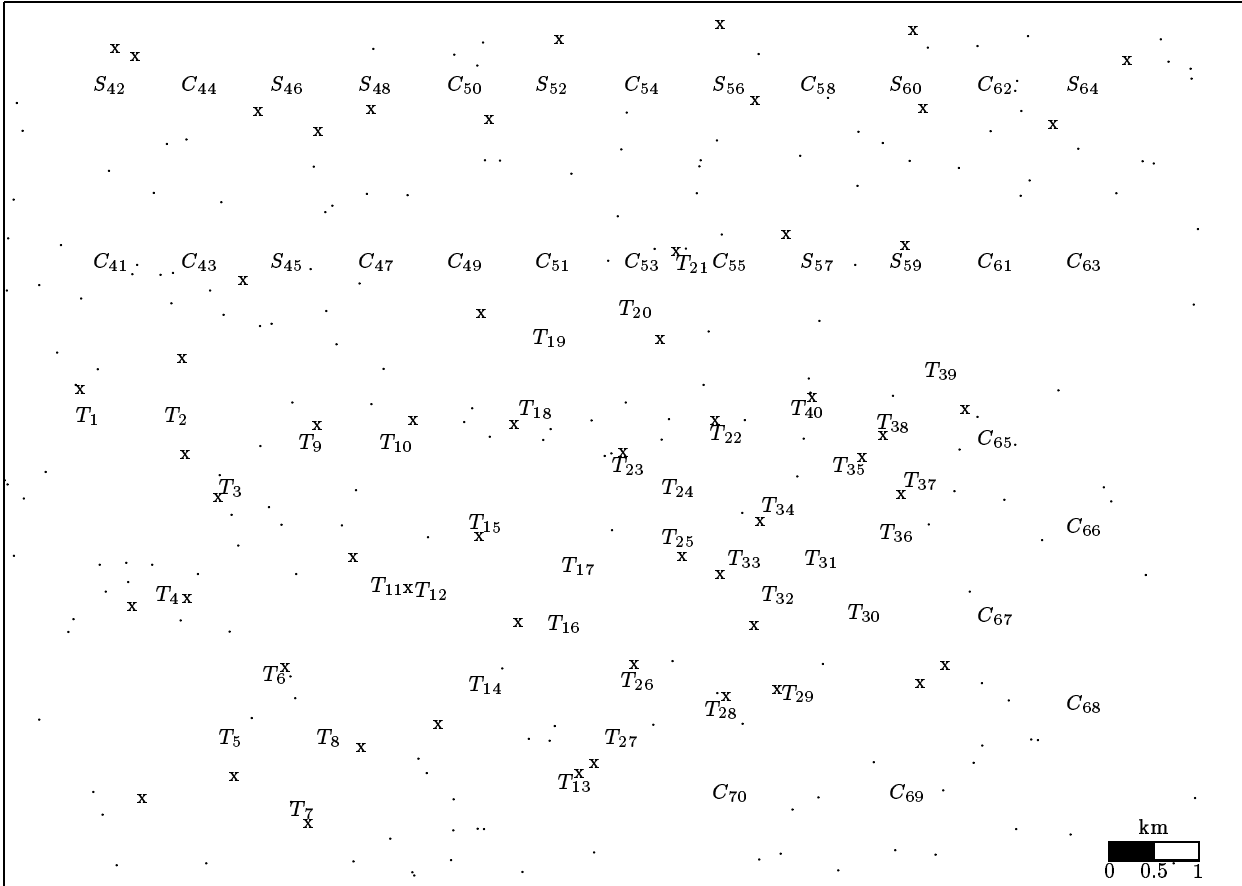 x x x x x x
S42 C44 S46 S48 C50 S52 C54 S56 C58 S60 C62 S64
x x x x x x x x
x x x
C41 C43 S45 C47 C49 C51 C53 T21 C55 S57 S59 C61 C63
x
T20
x
T19 x
x
T39
x x
T1 T2 T18 T40 x
x x x x T38
T9 T10 T22 x C65
x x x
T23 T35
T3 T24 T37
x x
T34
T15 x C66
x T25 T36
x x T33 T31
T17 x
T11 x T12
T4 x T32
x
T30 C67
x T16 x
x x x
T6 T26
T14 x
x T29
x
T28 C68
x
T5 T8 T27
x
x x
x T13
x C70 C69
T7
x
km
0 0.5 1